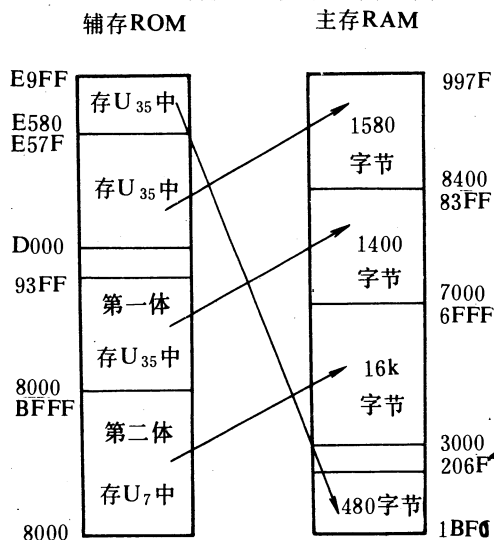 辅存ROM
主存RAM
E9FF
存U35中
E580
E57F
存U35中
D000
93FF
第一体
存U35中
8000
BFFF
第二体
存U7中
8000
997F
1580
字节
8400
83FF
1400
字节
7000
6FFF
16k
字节
3000
206F
480字节